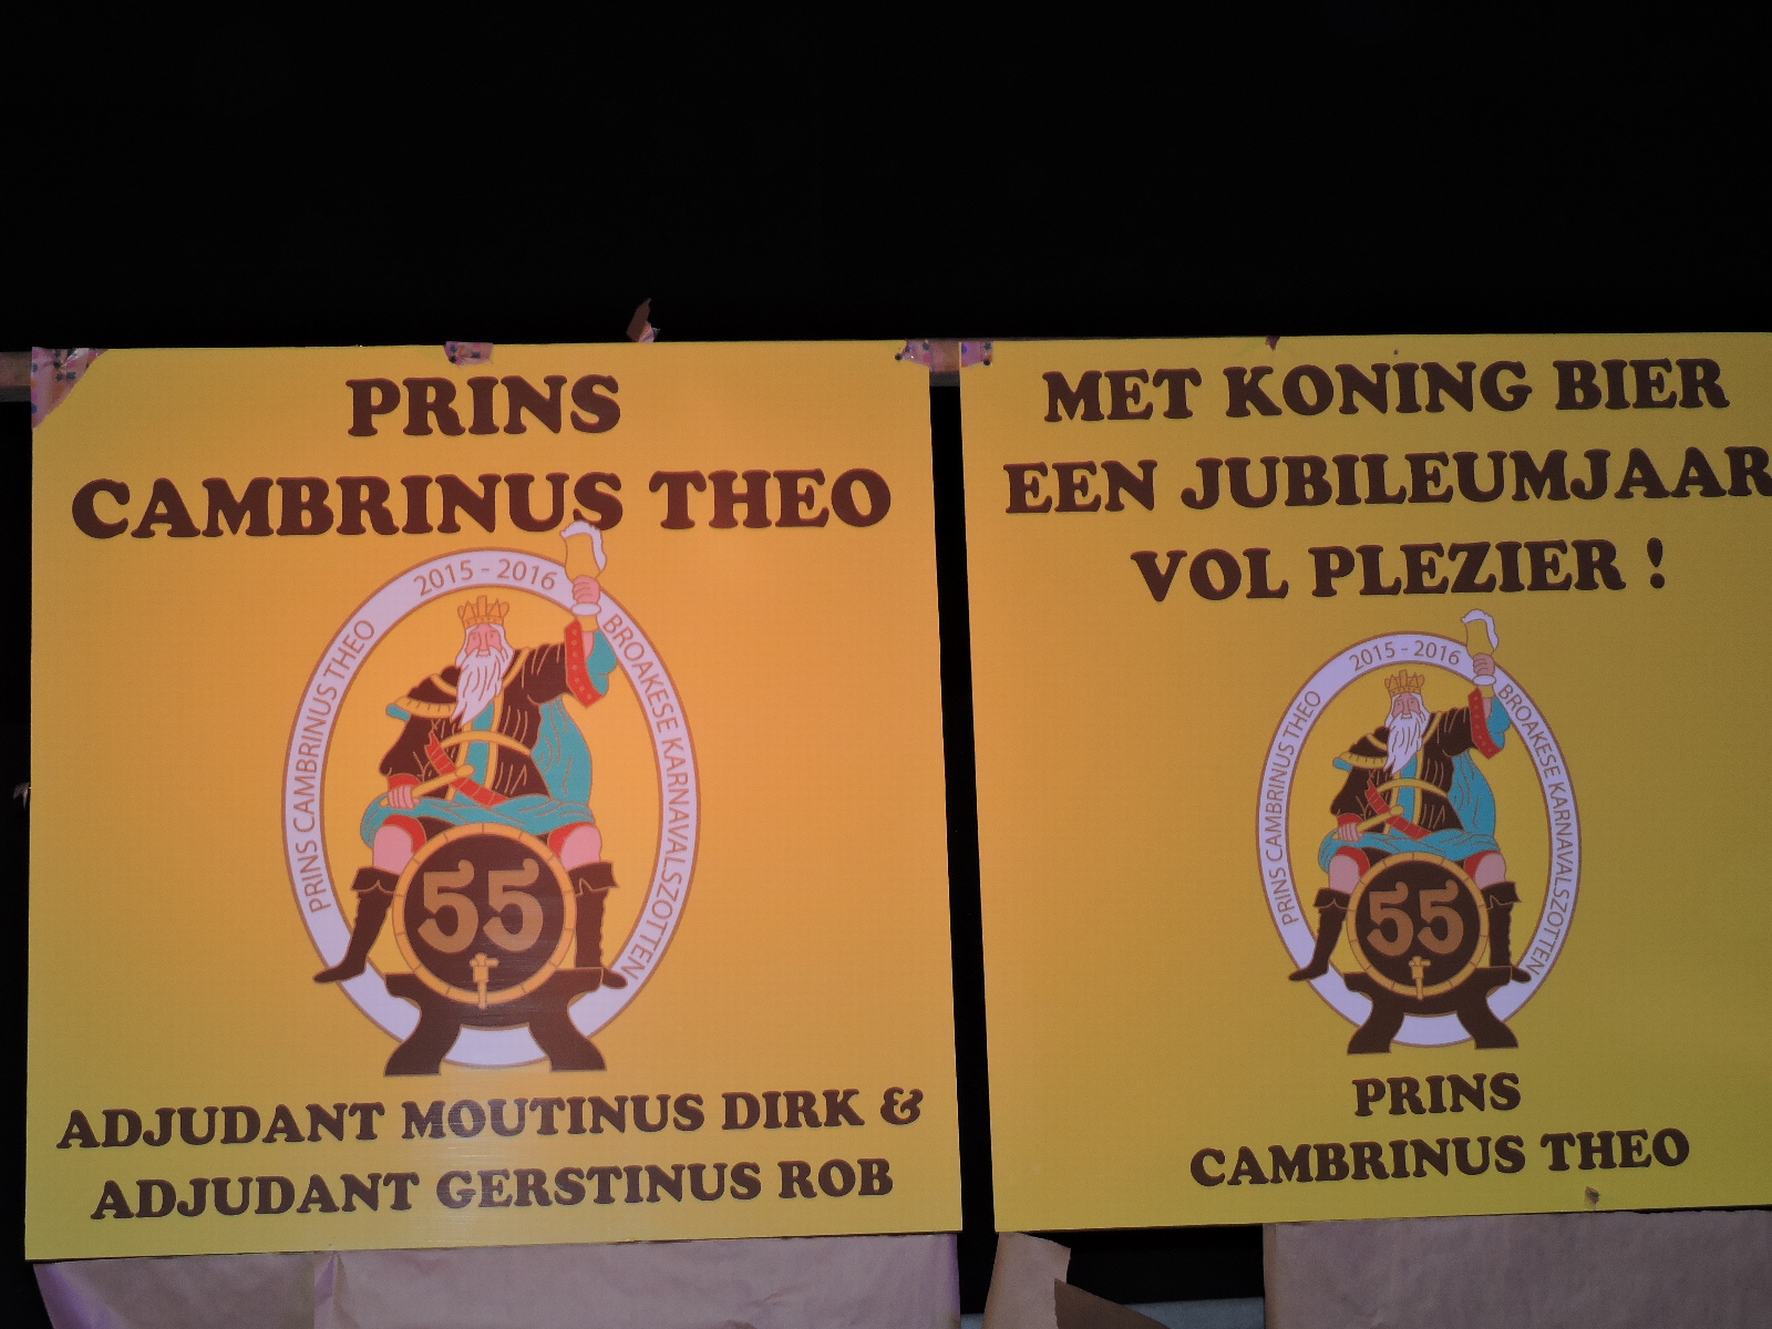 PRINS
CAMBRINUS THEO
PRINS CAMBRINUS THEO
2015 - 2016
BROAKESE KARNAVALSZOTTEN
55
ADJUDANT MOUTINUS DIRK &
ADJUDANT GERSTINUS ROB
MET KONING BIER
EEN JUBILEUMJAAR
VOL PLEZIER !
PRINS CAMBRINUS THEO
2015 - 2016
BROAKESE KARNAVALSZOTTEN
55
PRINS
CAMBRINUS THEO